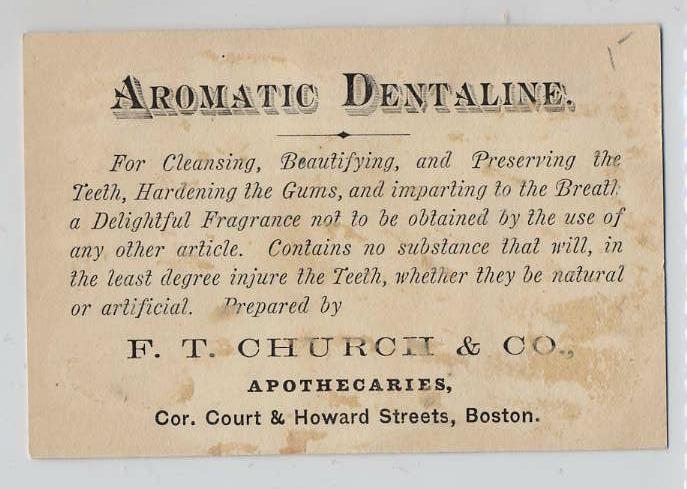 AROMATIC DENTALINE.
For Cleansing, Beautifying, and Preserving the
Teeth, Hardening the Gums, and imparting to the Breath
a Delightful Fragrance not to be obtained by the use of
any other article. Contains no substance that will, in
the least degree injure the Teeth, whether they be natural
or artificial. Prepared by
F. T. CHURCH & CO.,
APOTHECARIES,
Cor. Court & Howard Streets, Boston.